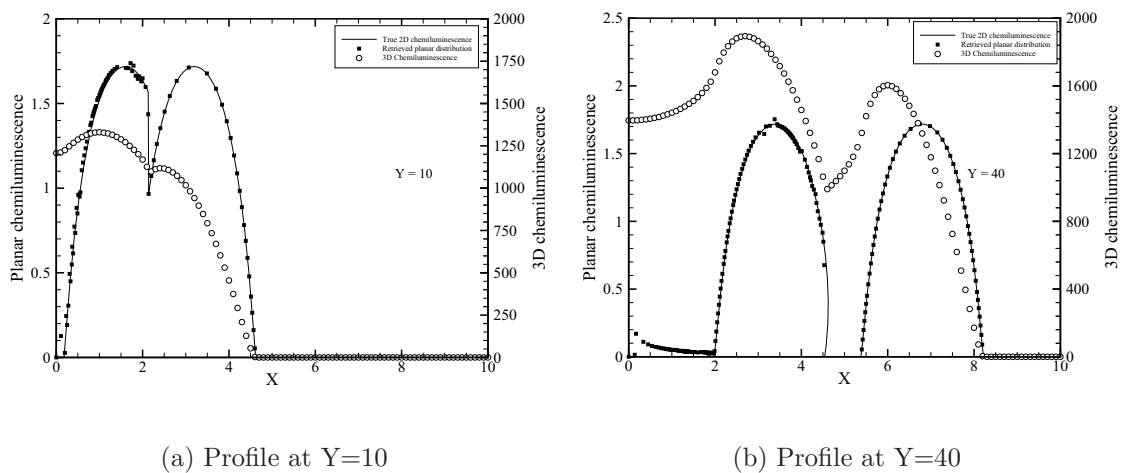 Planar chemiluminescence
2
1.5
1
0.5
0
True 2D chemiluminescence
Retrieved planar distribution
3D Chemiluminescence
Y = 10
0 2 4 6 8 10
X
2000
1750
1500
1250
1000
750
500
250
0
3D chemiluminescence
(a) Profile at Y=10
Planar chemiluminescence
2.5
2
1.5
1
0.5
0
True 2D chemiluminescence
Retrieved planar distribution
3D Chemiluminescence
Y = 40
0 2 4 6 8 10
X
2000
1600
1200
800
400
0
3D chemiluminescence
(b) Profile at Y=40